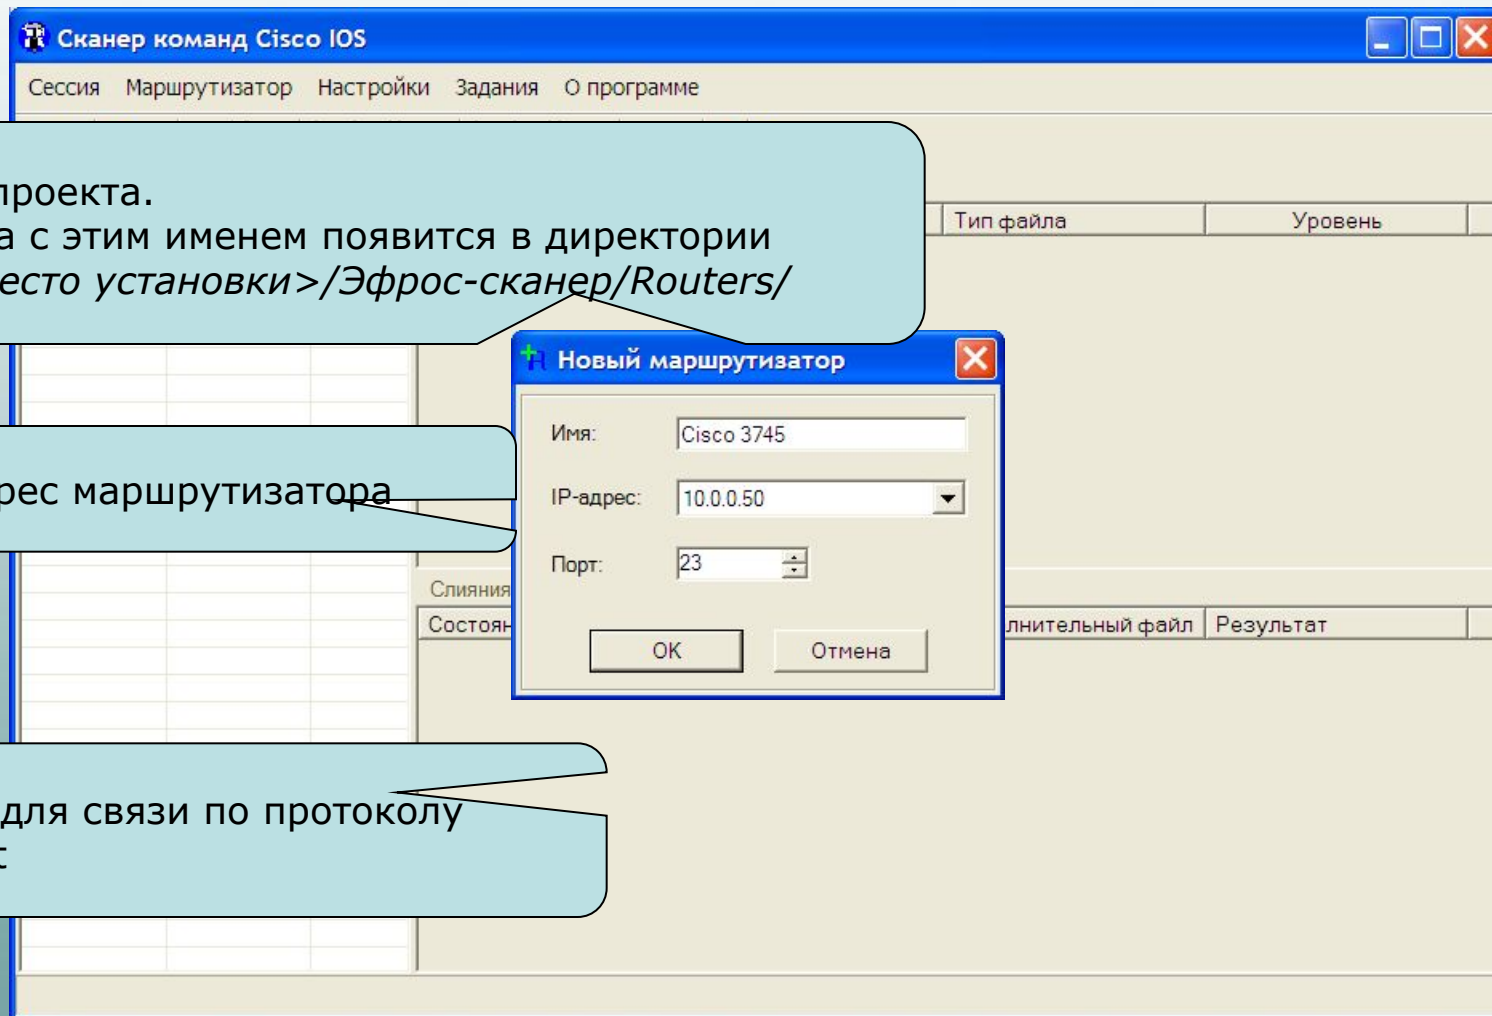 Сканер команд Cisco IOS
Сессия Маршрутизатор Настройки Задания О программе
проекта.
а с этим именем появится в директории
есто установки>/Эфрос-сканер/Routers/
Тип файла Уровень
Новый маршрутизатор
Имя: Cisco 3745
рес маршрутизатора
IP-адрес: 10.0.0.50
Порт: 23
OK Отмена
Слияния
Состоян лнительный файл Результат
для связи по протоколу
t